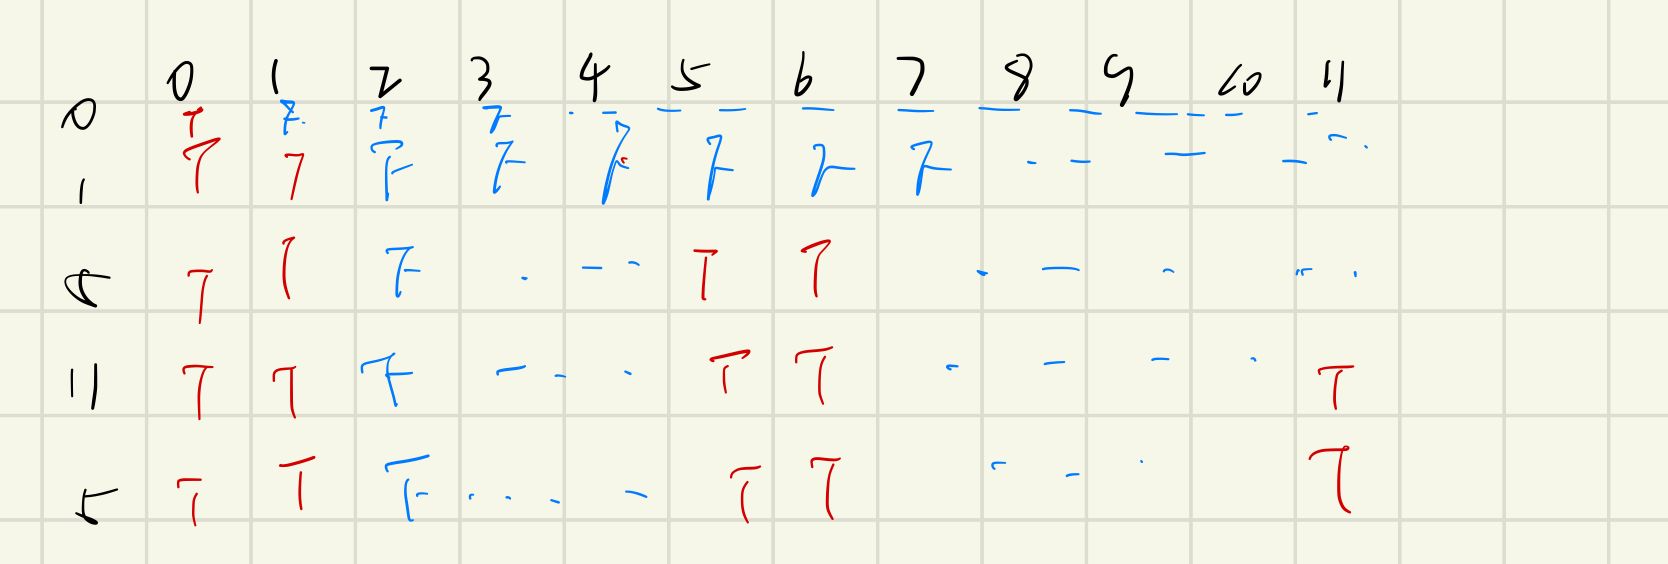 0 1 2 3 4 5 6 7 8 9 10 11
0 T F F F . - - - - - - - - - - -
1 T T F F F F F F . - - - - .
5 T T F . - - T T . - - - .
11 T T F - - . T T - - - . T
5 T T F . . . - T T - - . T